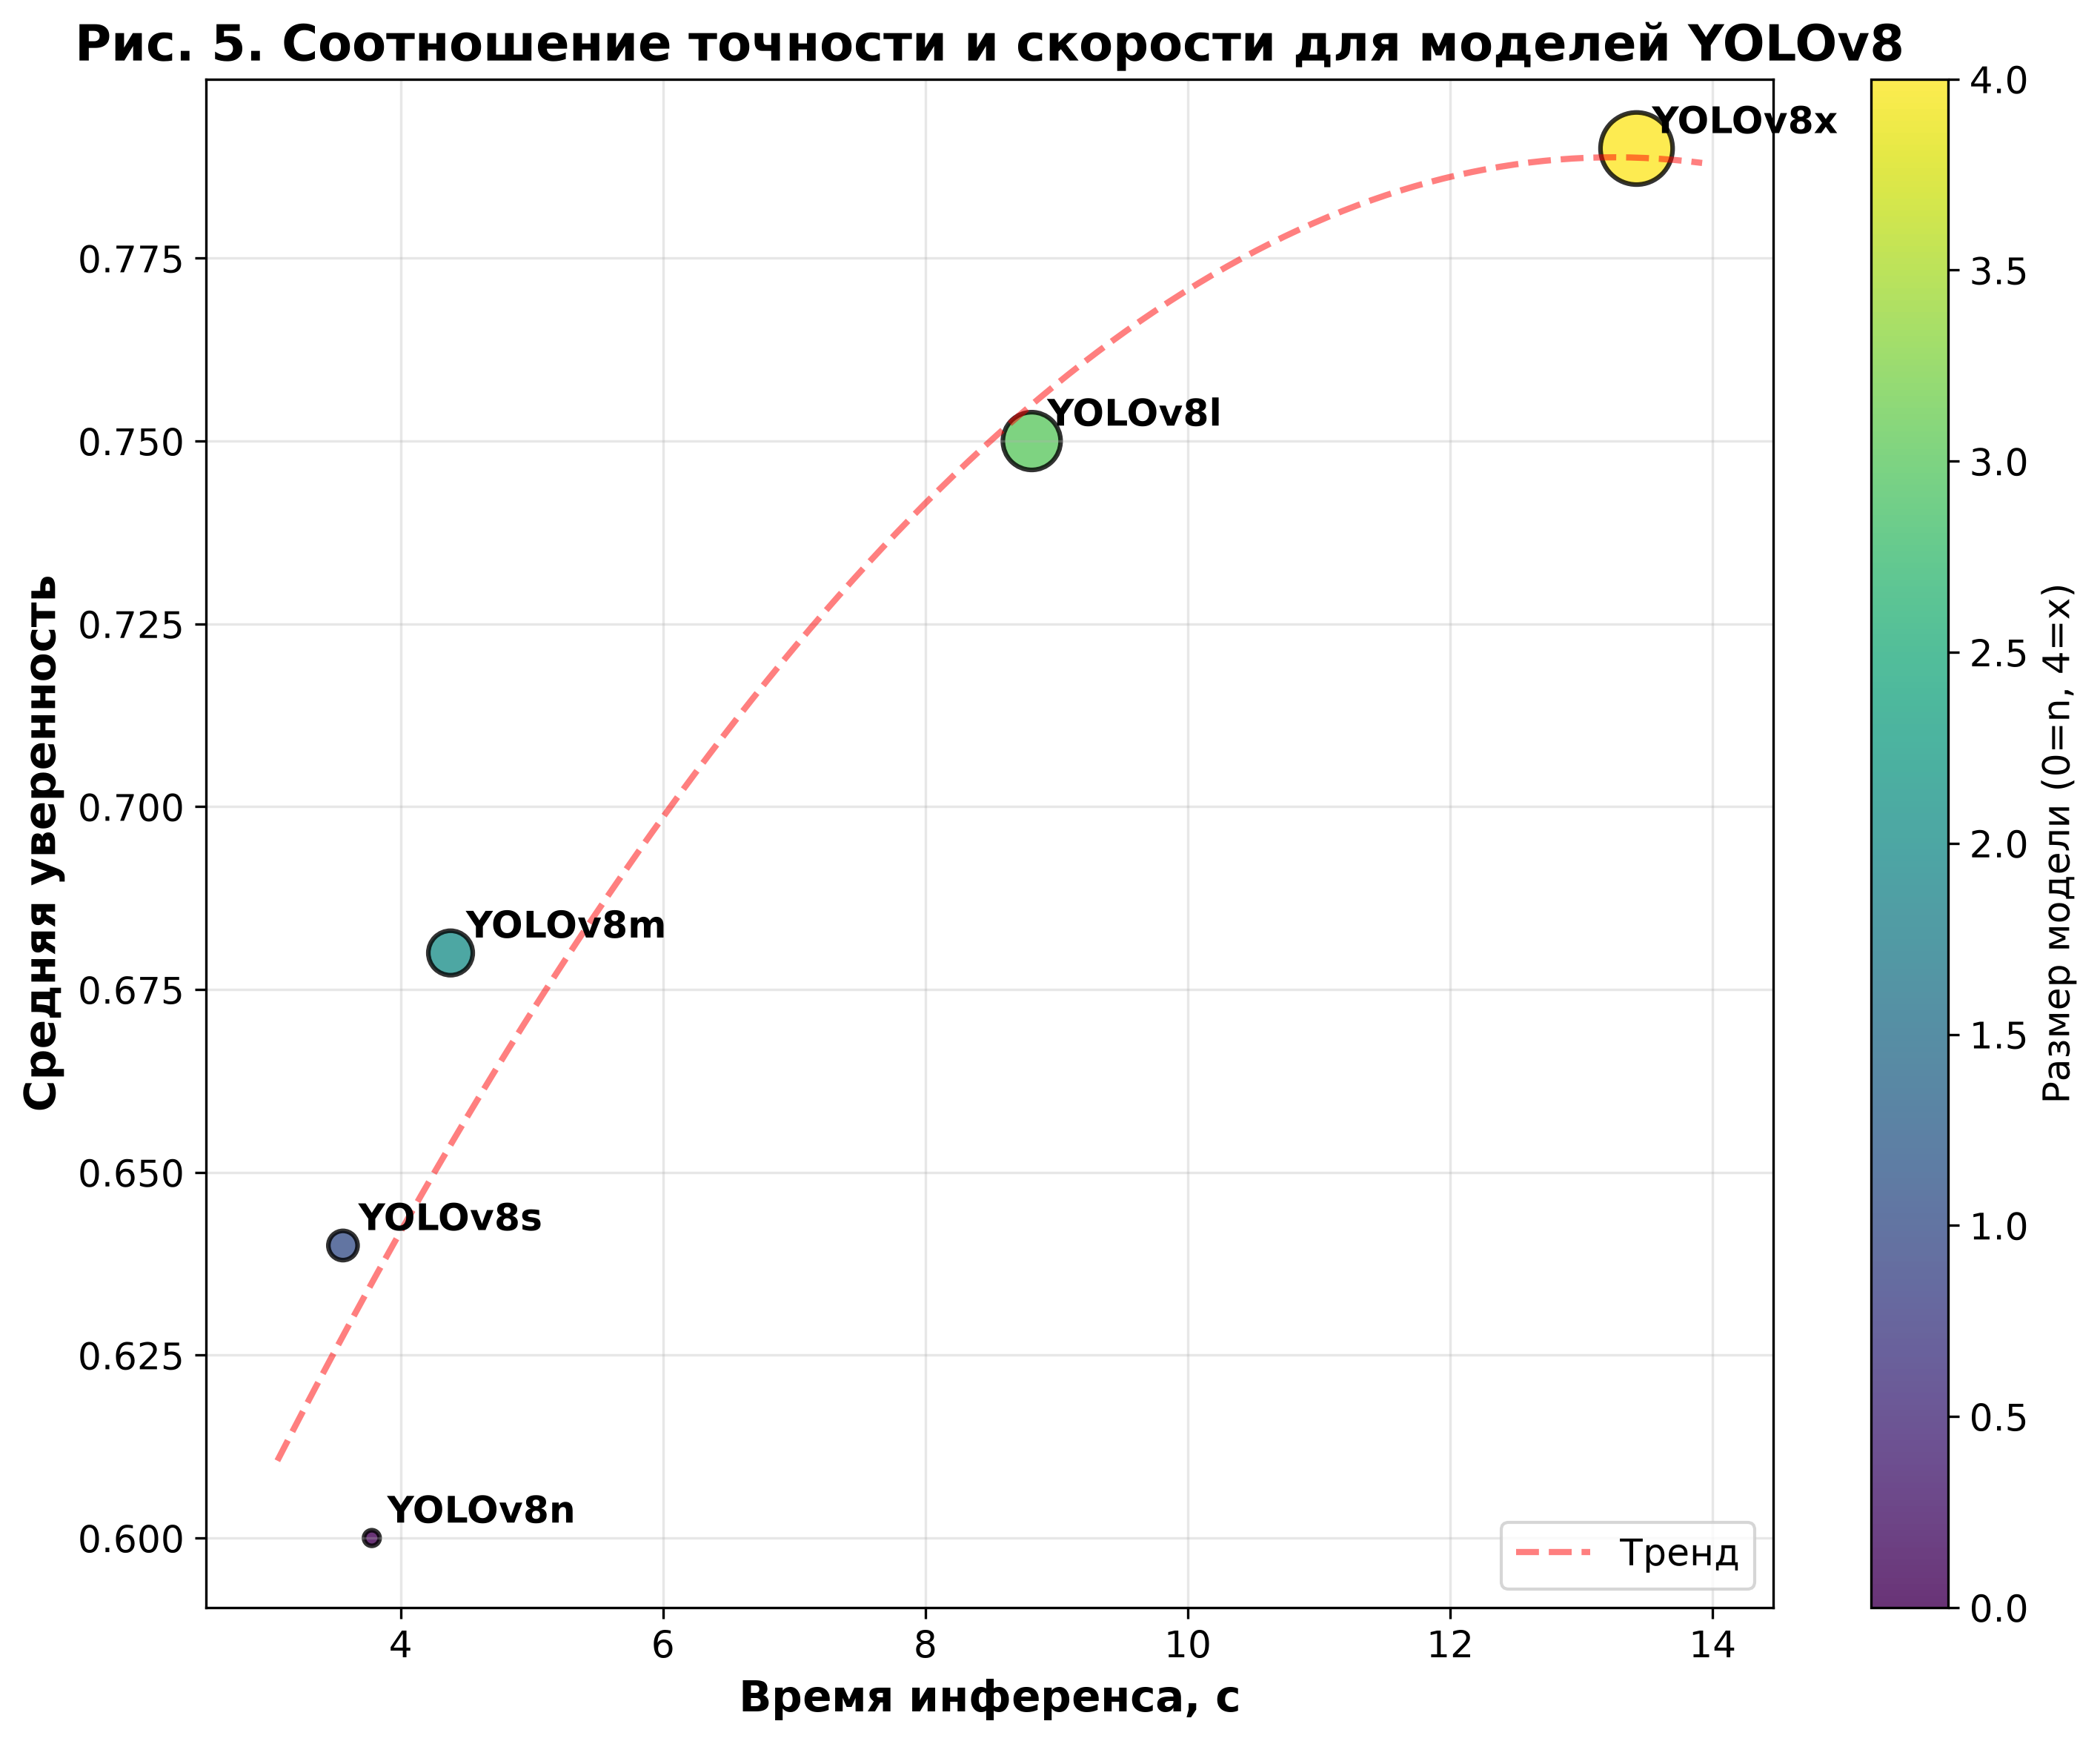 Рис. 5. Соотношение точности и скорости для моделей YOLOv8
Средняя уверенность
0.775
0.750
0.725
0.700
0.675
0.650
0.625
0.600
YOLOv8x
YOLOv8l
YOLOv8m
YOLOv8s
YOLOv8n
Тренд
4
6
8
10
12
14
Время инференса, с
4.0
3.5
3.0
2.5
2.0
1.5
1.0
0.5
0.0
Размер модели (0=n, 4=x)